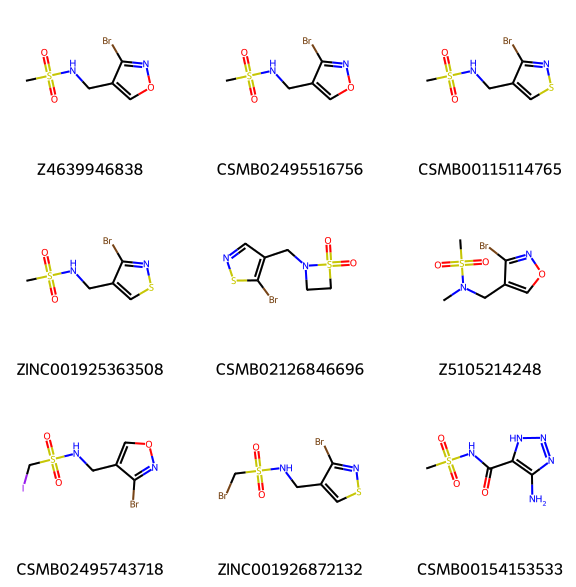 Z4639946838
CSMB02495516756
CSMB00115114765
ZINC001925363508
CSMB02126846696
Z5105214248
CSMB02495743718
ZINC001926872132
CSMB00154153533